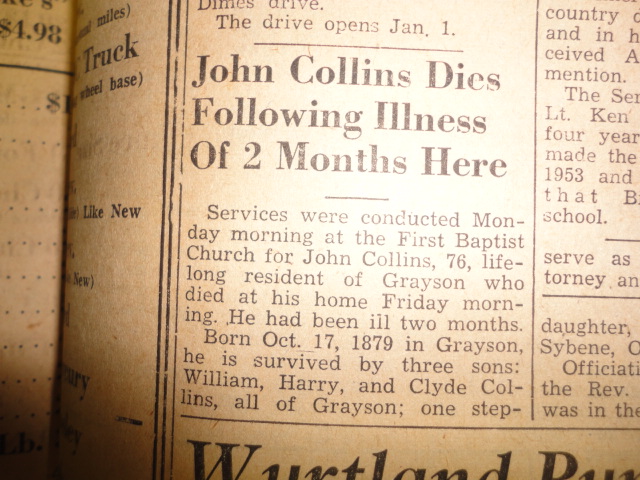 $4.98
miles)
Truck
wheel base)
Like New
New)
Lb.
Dimes drive.
The drive opens Jan. 1.
John Collins Dies
Following Illness
Of 2 Months Here
Services were conducted Mon-
day morning at the First Baptist
Church for John Collins, 76, life-
long resident of Grayson who
died at his home Friday morn-
ing. He had been ill two months.
Born Oct. 17, 1879 in Grayson,
he is survived by three sons:
William, Harry, and Clyde Col-
lins, all of Grayson; one step-
daughter,
Sybene,
Officiati
the Rev.
was in the
country
and in h
ceived A
mention.
The Ser
Lt. Ken
four year
made the
1953 and
that B
school.
serve as
torney an
Wurtland Pu